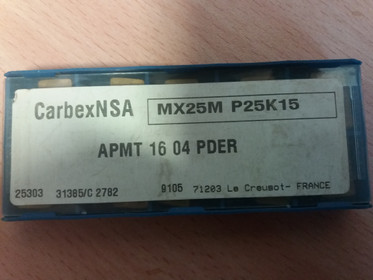 CarbexNSA MX25M P25K15
APMT 16 04 PDER
25303 31385/C 2782 9105 71203 Le Creusot- FRANCE